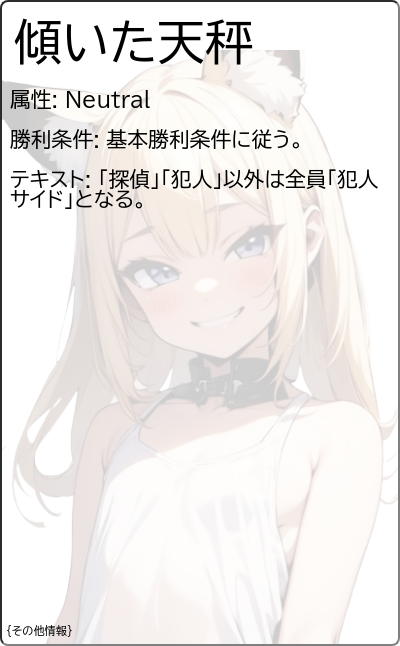 傾いた天秤
属性: Neutral
勝利条件: 基本勝利条件に従う。
テキスト: 「探偵」「犯人」以外は全員「犯人
サイド」となる。
{その他情報}